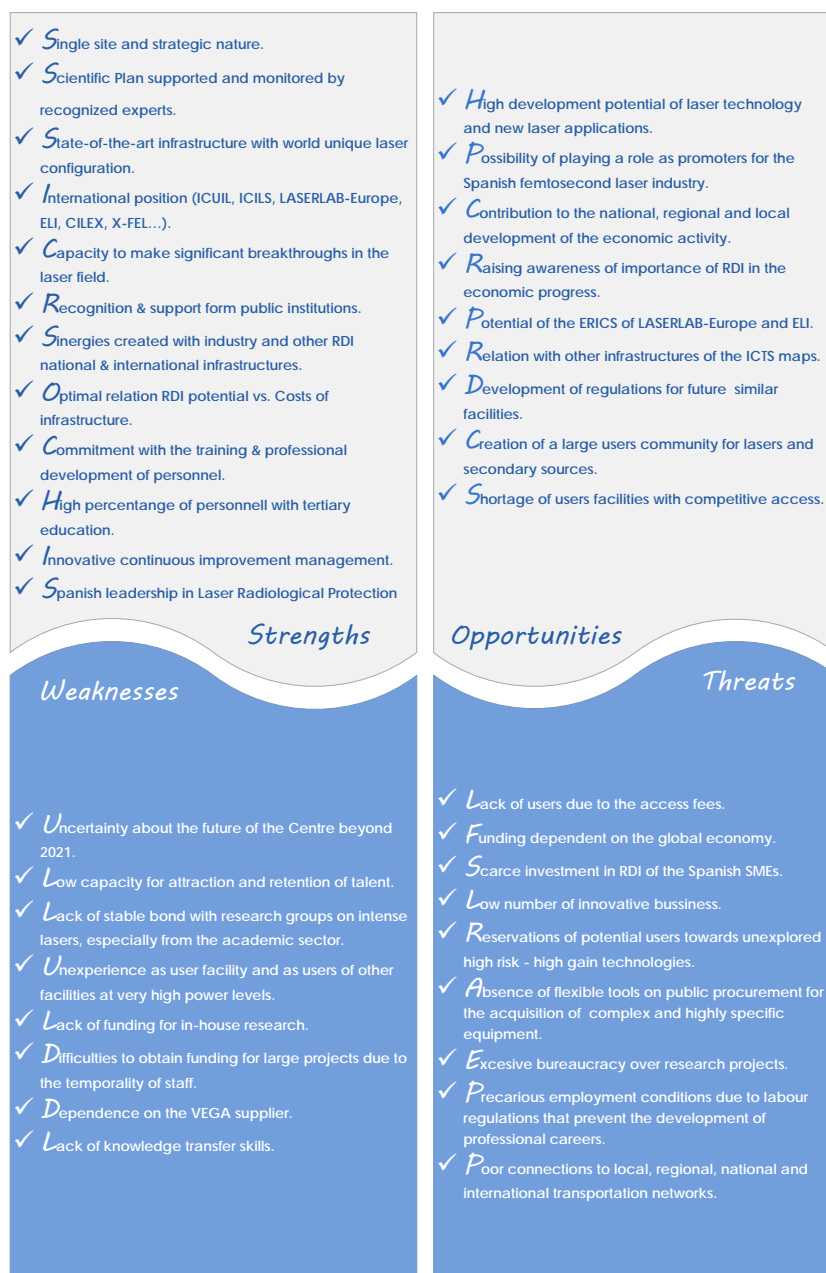 ✓ Single site and strategic nature.
✓ Scientific Plan supported and monitored by
recognized experts.
✓ State-of-the-art infrastructure with world unique laser
configuration.
✓ International position (ICUIL, ICILS, LASERLAB-Europe,
ELI, CILEX, X-FEL...).
✓ Capacity to make significant breakthroughs in the
laser field.
✓ Recognition & support form public institutions.
✓ Sinergies created with industry and other RDI
national & international infrastructures.
✓ Optimal relation RDI potential vs. Costs of
infrastructure.
✓ Commitment with the training & professional
development of personnel.
✓ High percentange of personnell with tertiary
education.
✓ Innovative continuous improvement management.
✓ Spanish leadership in Laser Radiological Protection
Strengths
✓ High development potential of laser technology
and new laser applications.
✓ Possibility of playing a role as promoters for the
Spanish femtosecond laser industry.
✓ Contribution to the national, regional and local
development of the economic activity.
✓ Raising awareness of importance of RDI in the
economic progress.
✓ Potential of the ERICS of LASERLAB-Europe and ELI.
✓ Relation with other infrastructures of the ICTS maps.
✓ Development of regulations for future similar
facilities.
✓ Creation of a large users community for lasers and
secondary sources.
✓ Shortage of users facilities with competitive access.
Opportunities
Weaknesses
✓ Uncertainty about the future of the Centre beyond
2021.
✓ Low capacity for attraction and retention of talent.
✓ Lack of stable bond with research groups on intense
lasers, especially from the academic sector.
✓ Unexperience as user facility and as users of other
facilities at very high power levels.
✓ Lack of funding for in-house research.
✓ Difficulties to obtain funding for large projects due to
the temporality of staff.
✓ Dependence on the VEGA supplier.
✓ Lack of knowledge transfer skills.
Threats
✓ Lack of users due to the access fees.
✓ Funding dependent on the global economy.
✓ Scarce investment in RDI of the Spanish SMEs.
✓ Low number of innovative bussiness.
✓ Reservations of potential users towards unexplored
high risk - high gain technologies.
✓ Absence of flexible tools on public procurement for
the acquisition of complex and highly specific
equipment.
✓ Excesive bureaucracy over research projects.
✓ Precarious employment conditions due to labour
regulations that prevent the development of
professional careers.
✓ Poor connections to local, regional, national and
international transportation networks.